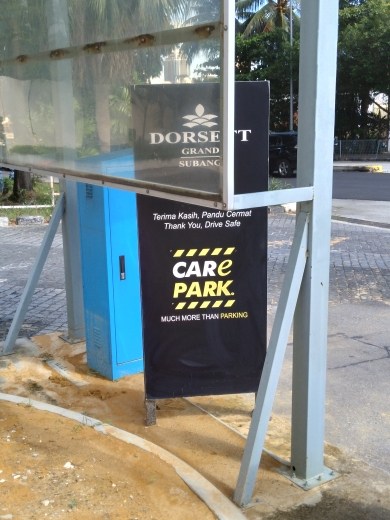 DORSETT
GRAND
SUBANG
Terima Kasih, Pandu Cermat
Thank You, Drive Safe
CARe
PARK.
MUCH MORE THAN PARKING